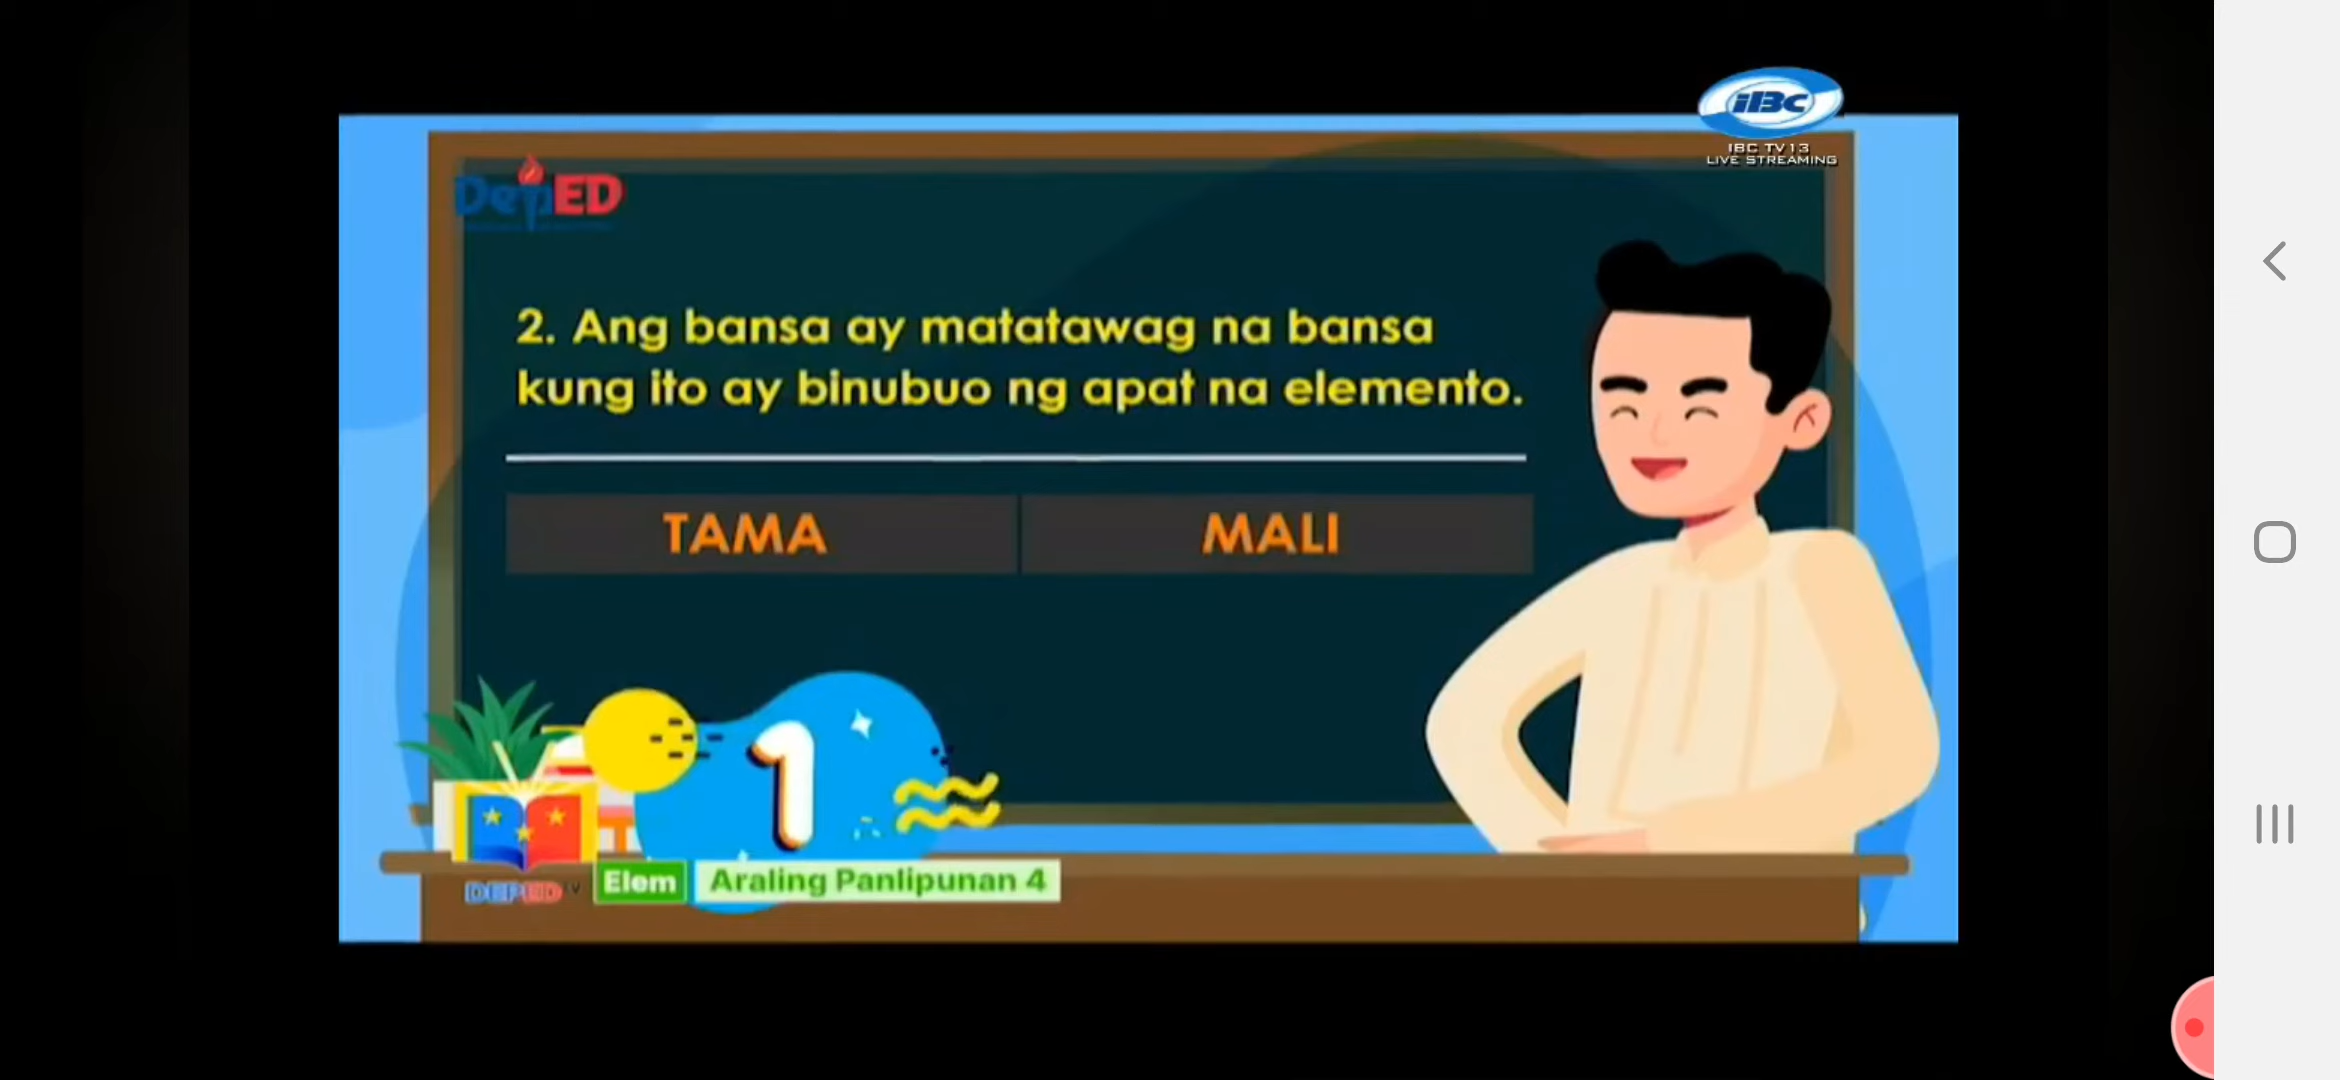 iBC
IBC TV13
LIVE STREAMING
DepED
2. Ang bansa ay matatawag na bansa
kung ito ay binubuo ng apat na elemento.
TAMA
MALI
1
DEPED TV
Elem
Araling Panlipunan 4